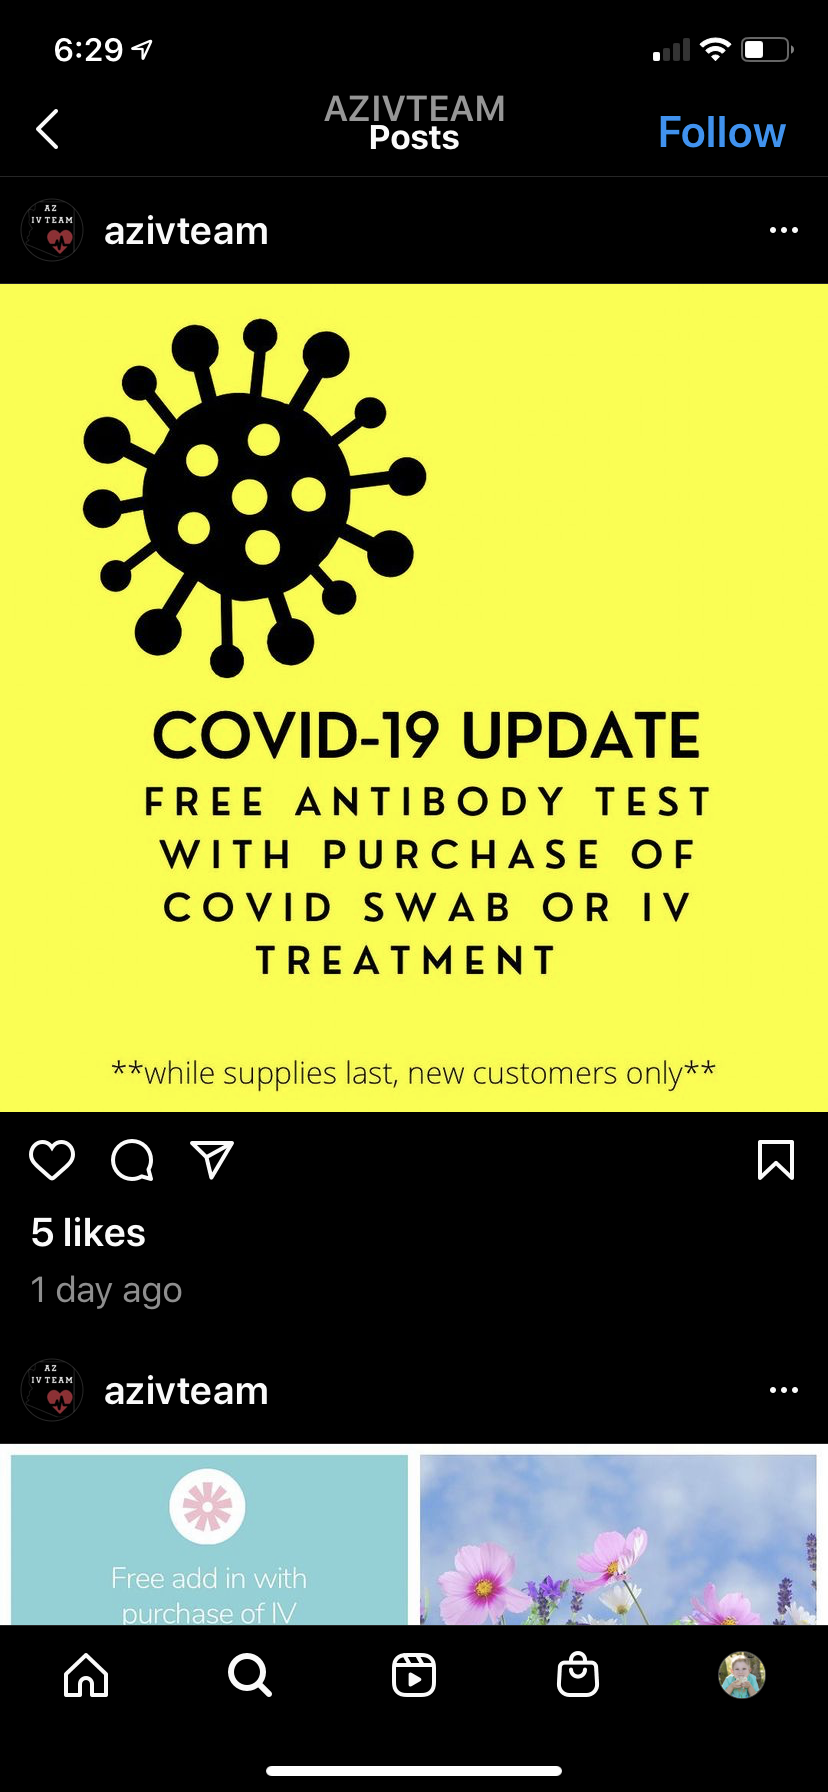 6:29
AZIVTEAM
Posts
Follow
AZ
IV TEAM
azivteam
COVID-19 UPDATE
FREE ANTIBODY TEST
WITH PURCHASE OF
COVID SWAB OR IV
TREATMENT
**while supplies last, new customers only**
5 likes
1 day ago
AZ
IV TEAM
azivteam
Free add in with
purchase of IV